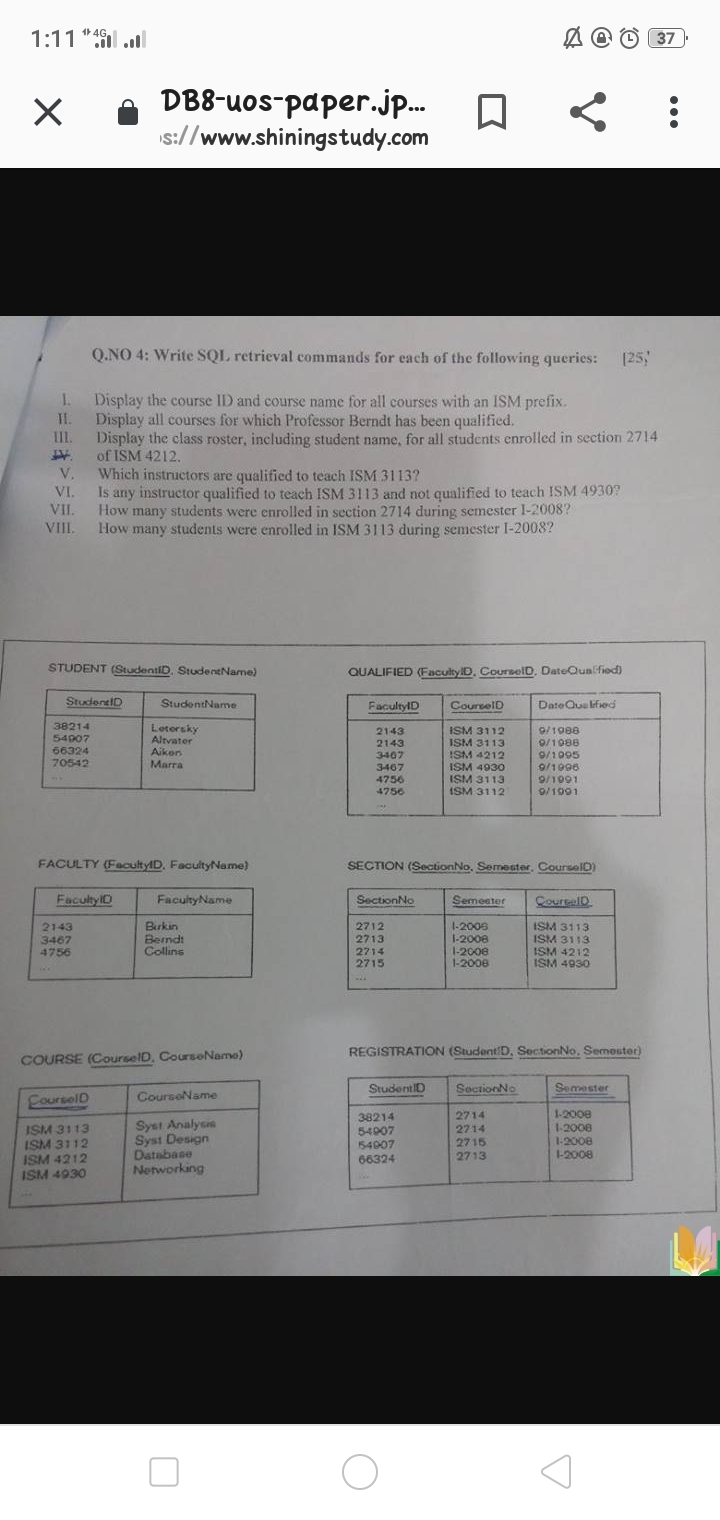 1:11 4G 37
DB8-uos-paper.jp...
s://www.shiningstudy.com
Q.NO 4: Write SQL retrieval commands for each of the following queries: [25,
I. Display the course ID and course name for all courses with an ISM prefix.
II. Display all courses for which Professor Berndt has been qualified.
III. Display the class roster, including student name, for all students enrolled in section 2714
IV. of ISM 4212.
V. Which instructors are qualified to teach ISM 3113?
VI. Is any instructor qualified to teach ISM 3113 and not qualified to teach ISM 4930?
VII. How many students were enrolled in section 2714 during semester I-2008?
VIII. How many students were enrolled in ISM 3113 during semester I-2008?
STUDENT (StudentID, StudentName)
StudentID StudentName
38214 Letersky
54907 Altvater
66324 Aiken
70542 Marra
...
QUALIFIED (FacultyID, CourseID, DateQualified)
FacultyID CourseID DateQualified
2143 ISM 3112 9/1988
2143 ISM 3113 9/1988
3467 ISM 4212 9/1995
3467 ISM 4930 9/1996
4756 ISM 3113 9/1991
4756 ISM 3112 9/1991
...
FACULTY (FacultyID, FacultyName)
FacultyID FacultyName
2143 Birkin
3467 Berndt
4756 Collins
...
SECTION (SectionNo, Semester, CourseID)
SectionNo Semester CourseID
2712 I-2008 ISM 3113
2713 I-2008 ISM 3113
2714 I-2008 ISM 4212
2715 I-2008 ISM 4930
...
COURSE (CourseID, CourseName)
CourseID CourseName
ISM 3113 Syst Analysis
ISM 3112 Syst Design
ISM 4212 Database
ISM 4930 Networking
...
REGISTRATION (StudentID, SectionNo, Semester)
StudentID SectionNo Semester
38214 2714 I-2008
54907 2714 I-2008
54907 2715 I-2008
66324 2713 I-2008
...